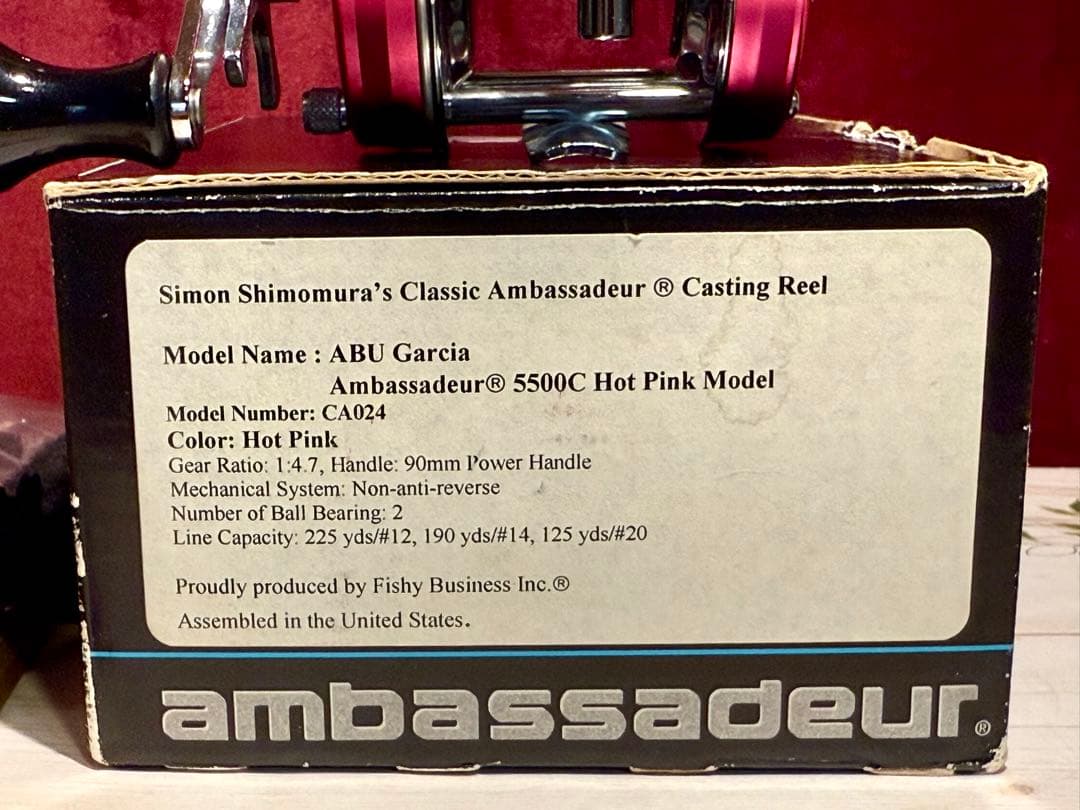 Simon Shimomura's Classic Ambassadeur ® Casting Reel
Model Name : ABU Garcia
Ambassadeur® 5500C Hot Pink Model
Model Number: CA024
Color: Hot Pink
Gear Ratio: 1:4.7, Handle: 90mm Power Handle
Mechanical System: Non-anti-reverse
Number of Ball Bearing: 2
Line Capacity: 225 yds/#12, 190 yds/#14, 125 yds/#20
Proudly produced by Fishy Business Inc.®
Assembled in the United States.
ambassadeur®